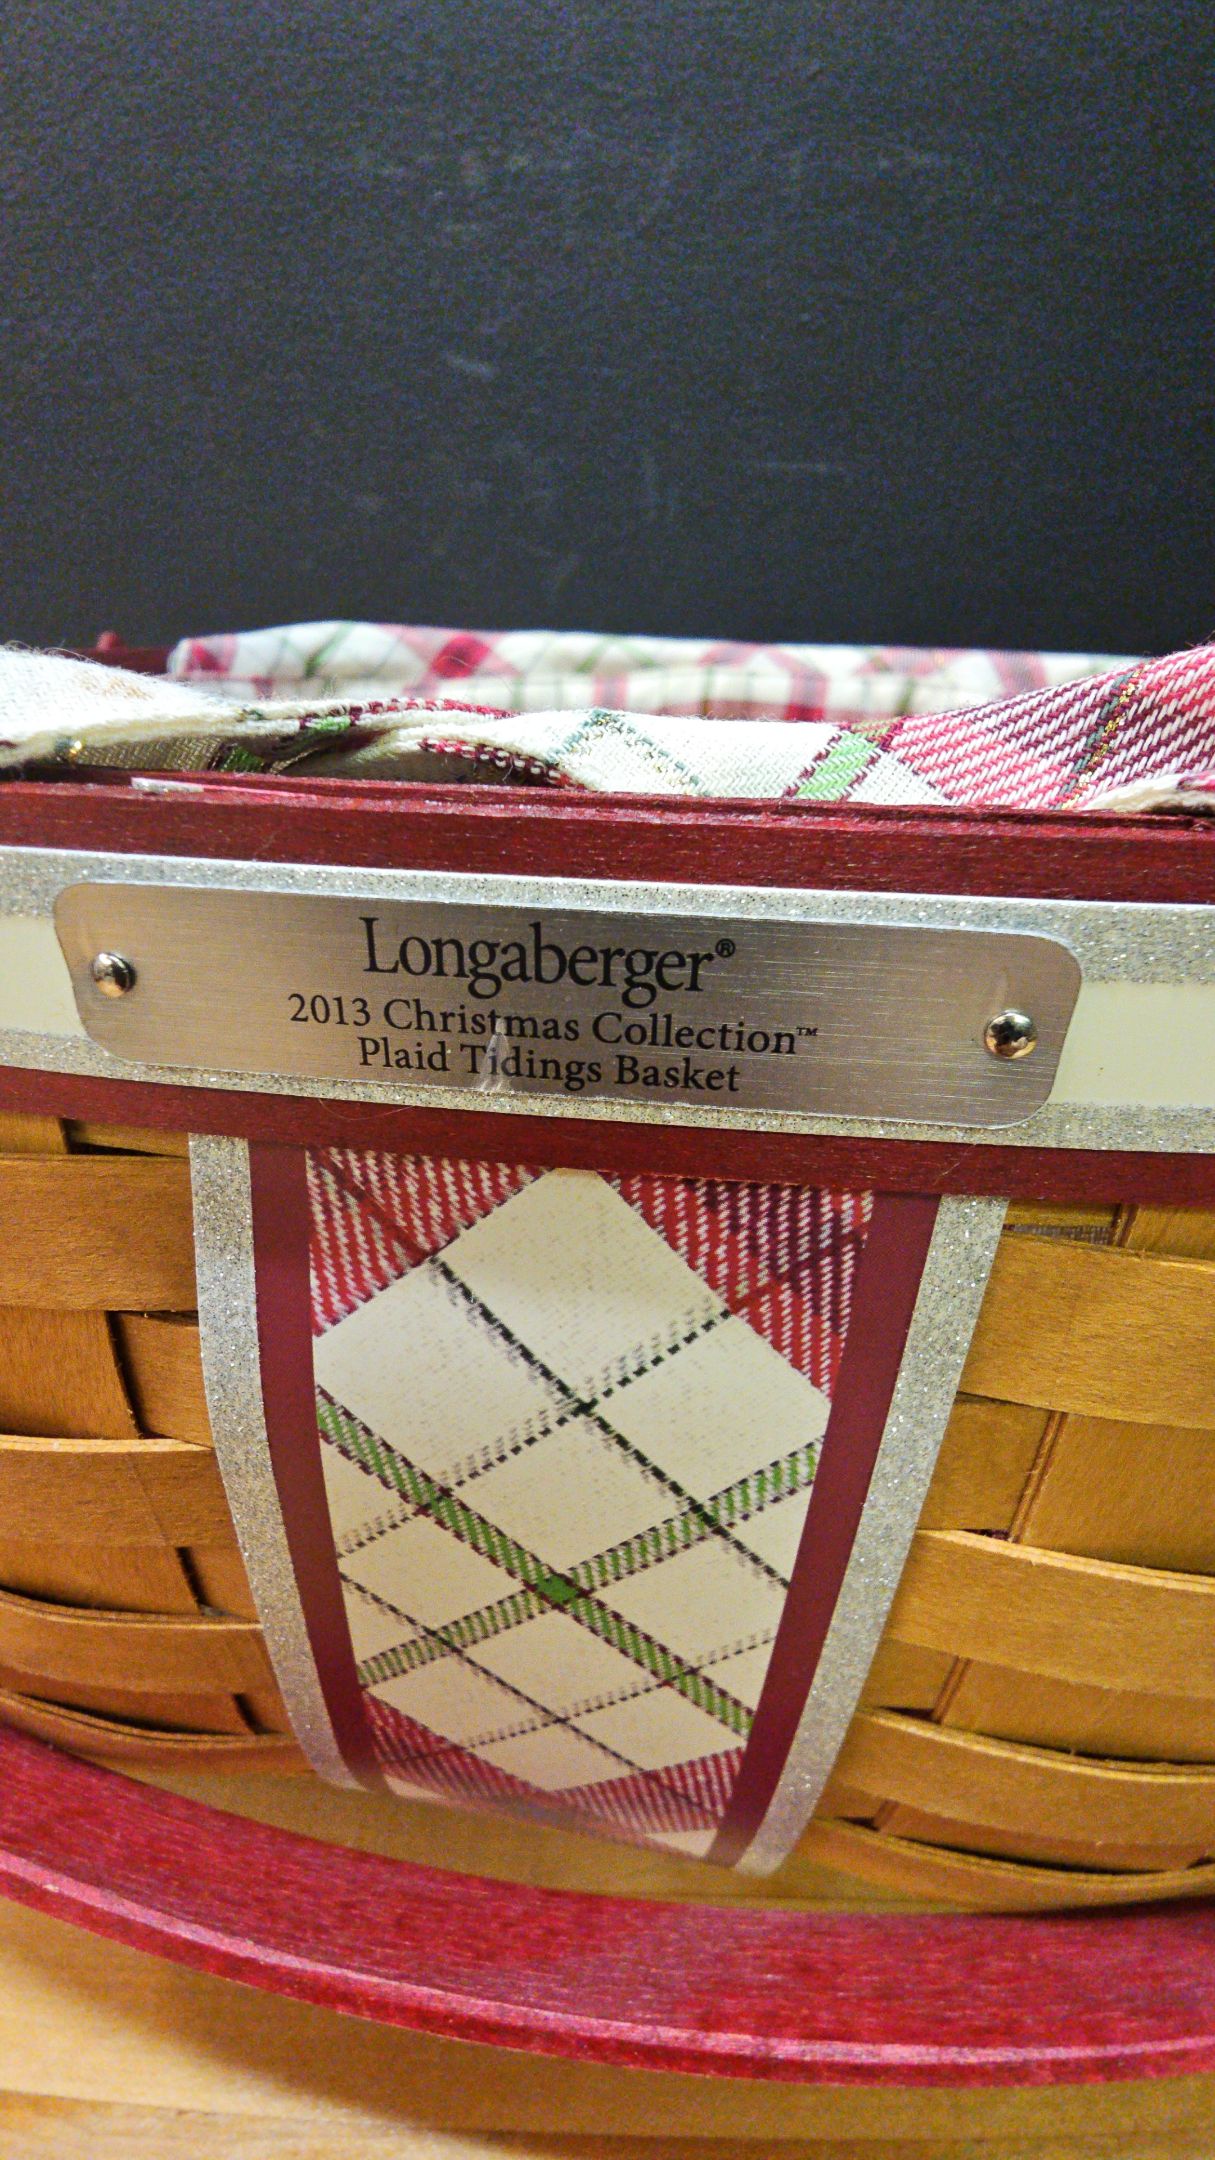 Longaberger®
2013 Christmas Collection™
Plaid Tidings Basket